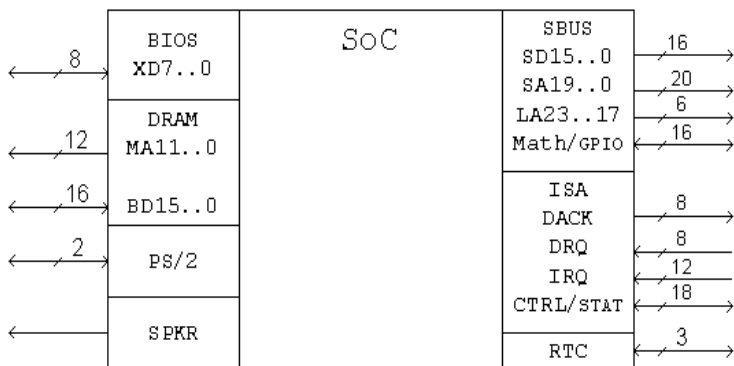 SoC
8
BIOS
XD7..0
DRAM
12
MA11..0
16
BD15..0
2
PS/2
SPKR
SBUS
SD15..0
16
SA19..0
20
LA23..17
6
Math/GPIO
16
ISA
DACK
8
DRQ
8
IRQ
12
CTRL/STAT
18
RTC
3